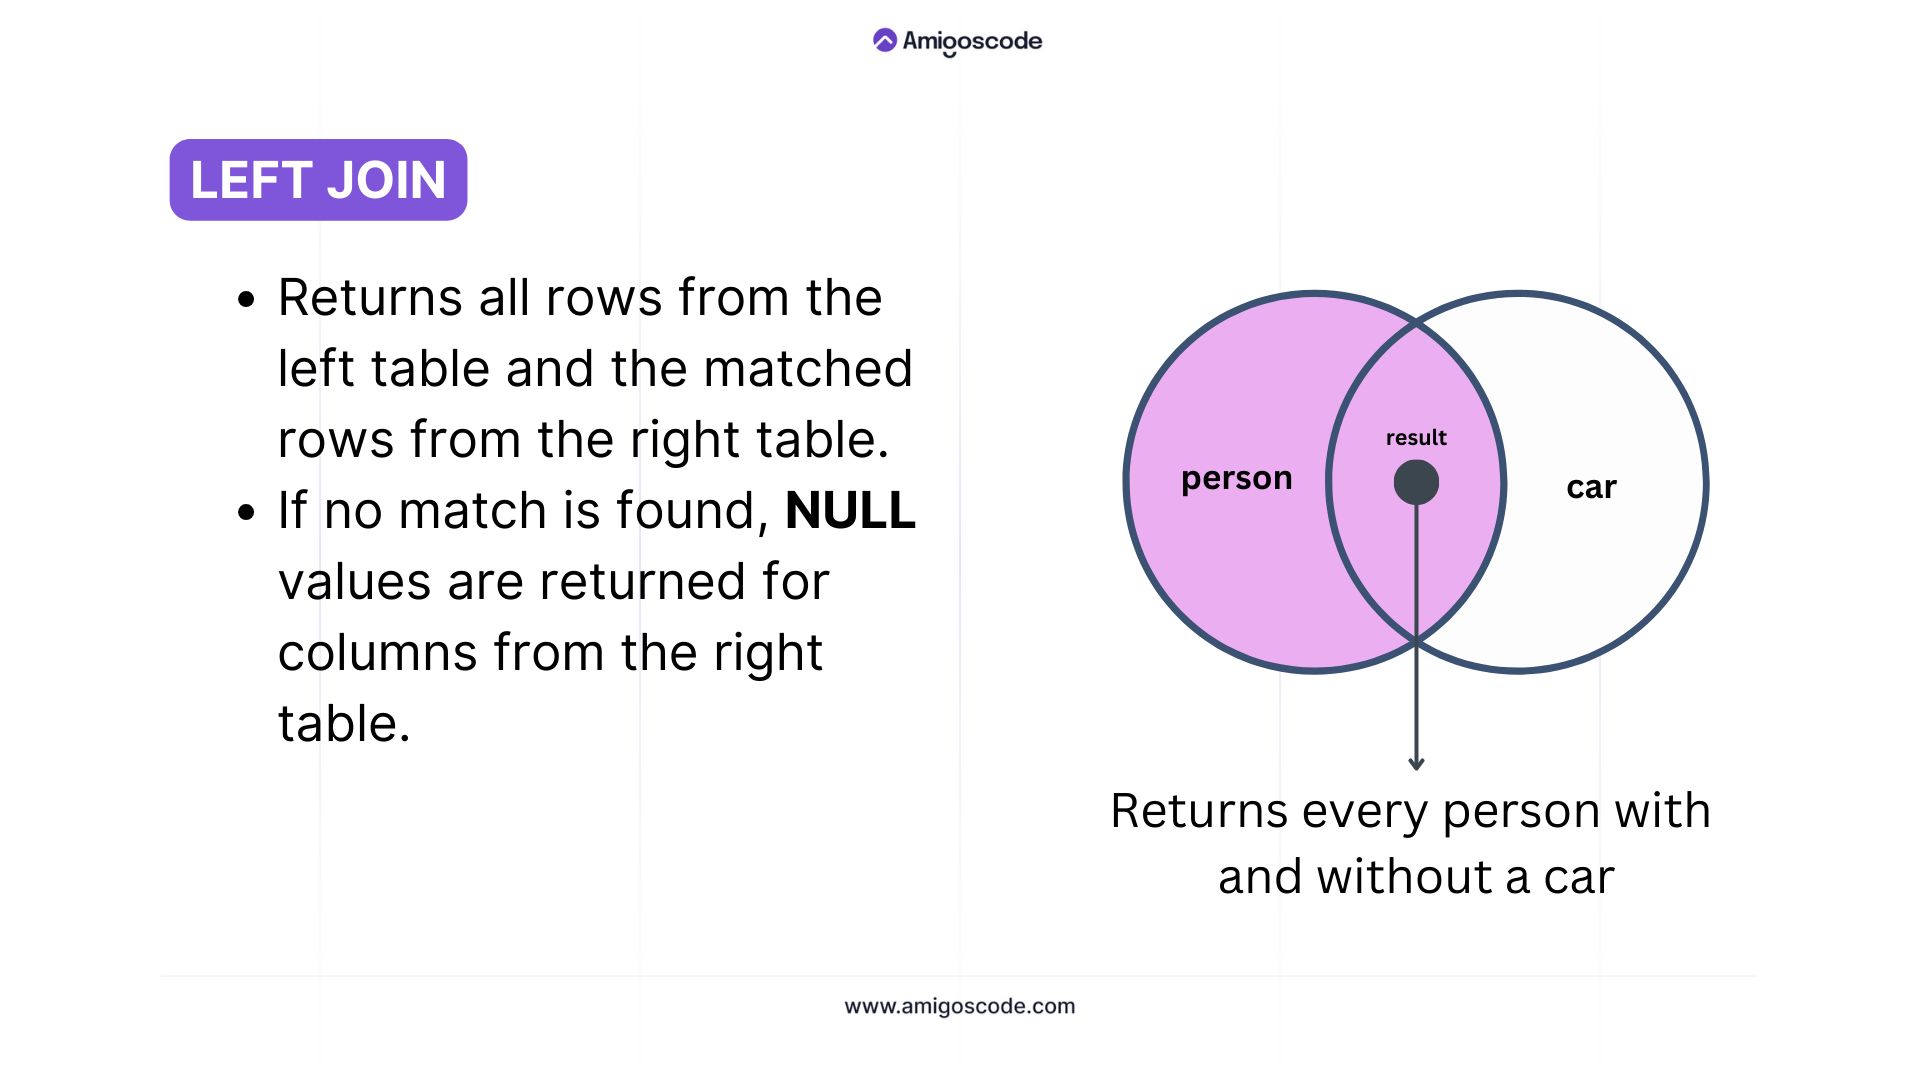 Amigoscode
LEFT JOIN
• Returns all rows from the
left table and the matched
rows from the right table.
• If no match is found, NULL
values are returned for
columns from the right
table.
result
person
car
Returns every person with
and without a car
www.amigoscode.com